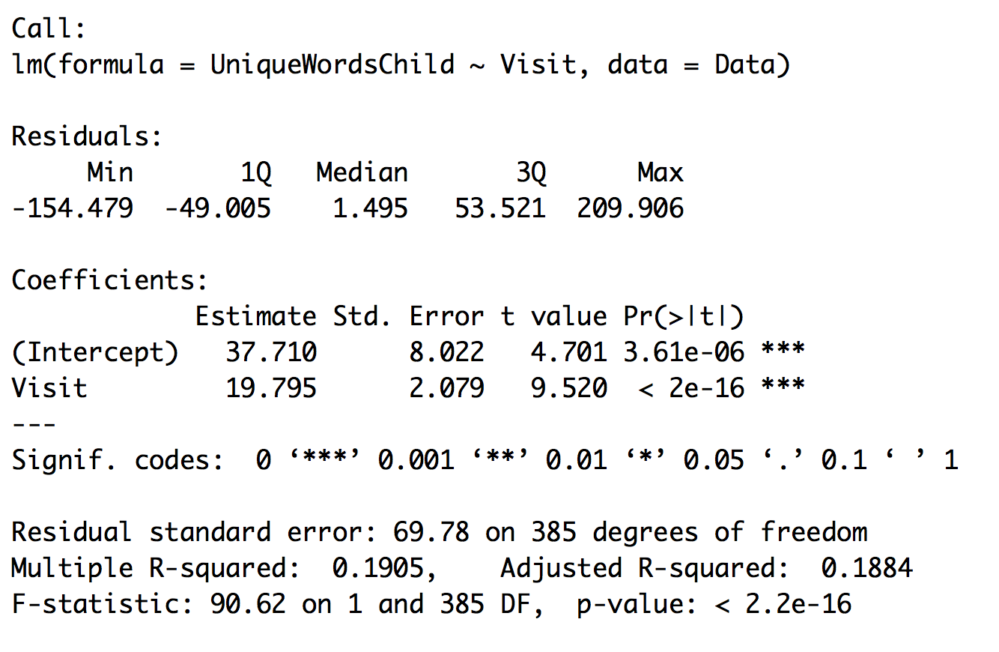 Call:
lm(formula = UniqueWordsChild ~ Visit, data = Data)
Residuals:
     Min       1Q   Median       3Q      Max
-154.479  -49.005    1.495   53.521  209.906
Coefficients:
            Estimate Std. Error t value Pr(>|t|)
(Intercept)   37.710      8.022   4.701 3.61e-06 ***
Visit         19.795      2.079   9.520  < 2e-16 ***
---
Signif. codes:  0 ‘***’ 0.001 ‘**’ 0.01 ‘*’ 0.05 ‘.’ 0.1 ‘ ’ 1
Residual standard error: 69.78 on 385 degrees of freedom
Multiple R-squared:  0.1905,    Adjusted R-squared:  0.1884
F-statistic: 90.62 on 1 and 385 DF,  p-value: < 2.2e-16